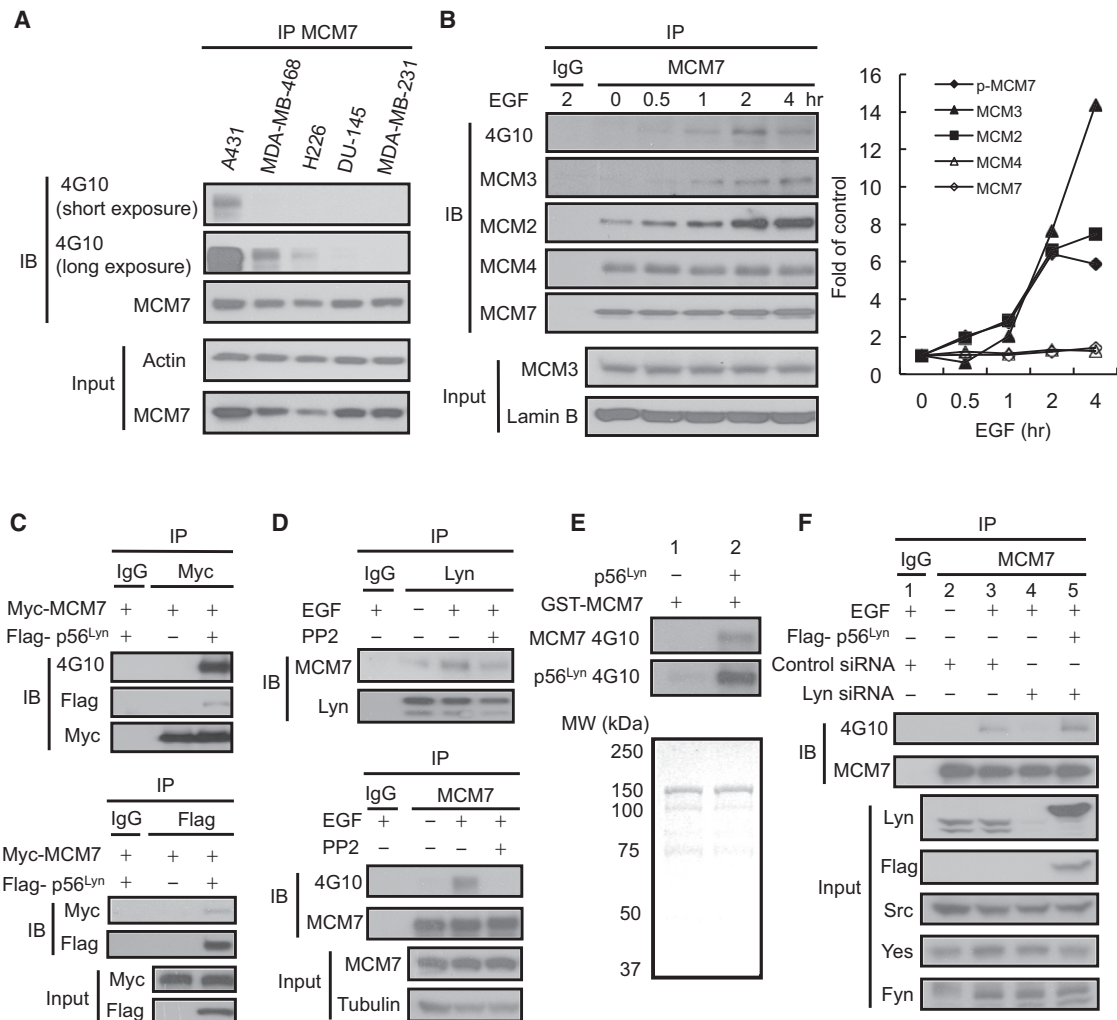 A
IP MCM7
A431
MDA-MB-468
H226
DU-145
MDA-MB-231
4G10
(short exposure)
4G10
(long exposure)
MCM7
IB
Actin
MCM7
Input
B
IP
IgG MCM7
EGF 2 0 0.5 1 2 4 hr
4G10
MCM3
MCM2
MCM4
MCM7
IB
MCM3
Lamin B
Input
p-MCM7
MCM3
MCM2
MCM4
MCM7
Fold of control
16
14
12
10
8
6
4
2
0
0 0.5 1 2 4
EGF (hr)
C
IP
IgG Myc
Myc-MCM7 + + +
Flag- p56Lyn + – +
4G10
Flag
Myc
IB
IP
IgG Flag
Myc-MCM7 + + +
Flag- p56Lyn + – +
Myc
Flag
IB
Myc
Flag
Input
D
IP
IgG Lyn
EGF + – + +
PP2 – – – +
MCM7
Lyn
IB
IP
IgG MCM7
EGF + – + +
PP2 – – – +
4G10
MCM7
IB
MCM7
Tubulin
Input
E
1 2
p56Lyn – +
GST-MCM7 + +
MCM7 4G10
p56Lyn 4G10
MW (kDa)
250
150
100
75
50
37
F
IP
IgG MCM7
1 2 3 4 5
EGF + – + + +
Flag- p56Lyn – – – – +
Control siRNA + + + – –
Lyn siRNA – – – + +
4G10
MCM7
IB
Lyn
Flag
Src
Yes
Fyn
Input